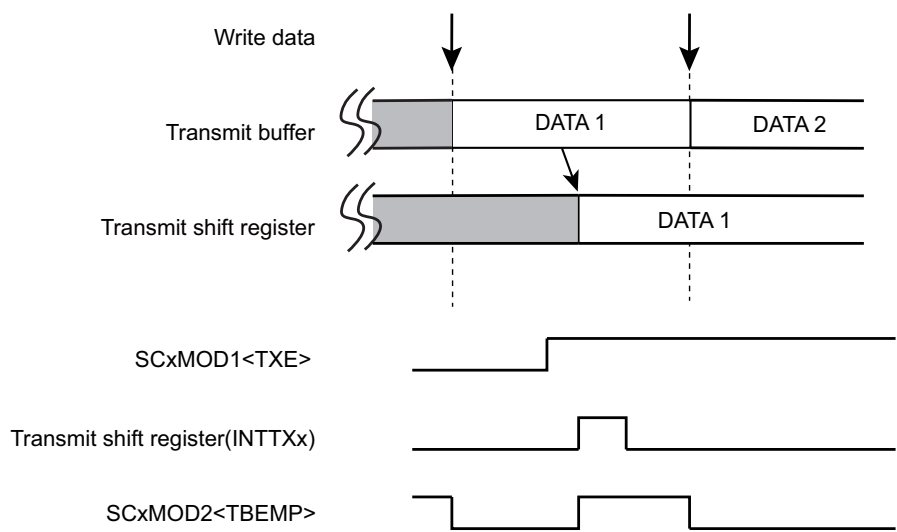 Write data
Transmit buffer
DATA 1
DATA 2
Transmit shift register
DATA 1
SCxMOD1<TXE>
Transmit shift register(INTTXx)
SCxMOD2<TBEMP>